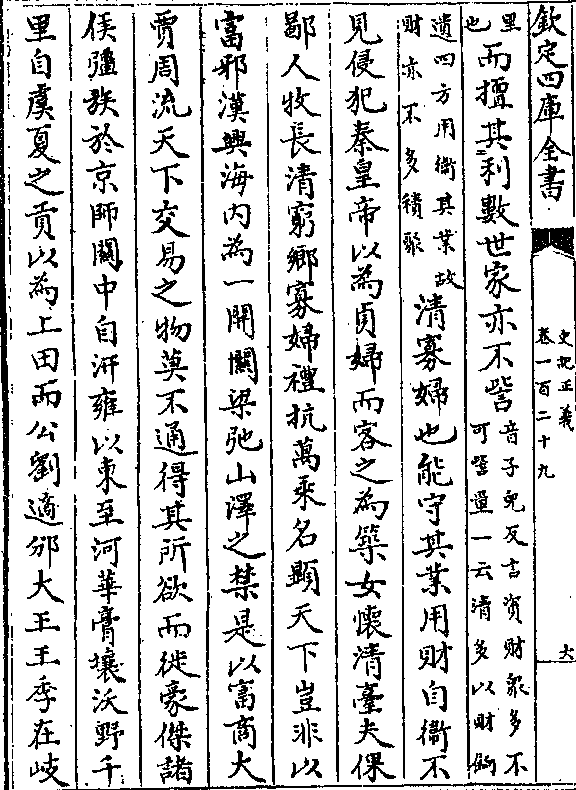 欽定四庫全書
史記正義
卷一百二十九
大
里
也
而擅其利數世家亦不訾
音子兒反言資財衆多不
可訾量一云清多以財餉
遺四方用衞其業故
財亦不多積聚
清寡婦也能守其業用財自衞不
見侵犯秦皇帝以為貞婦而客之為築女懷清臺夫倮
鄙人牧長清窮鄉寡婦禮抗萬乘名顯天下豈非以
富邪漢興海内為一開關梁弛山澤之禁是以富商大
賈周流天下交易之物莫不通得其所欲而徙豪傑諸
侯彊族於京師關中自汧雍以東至河華膏壤沃野千
里自虞夏之貢以為上田而公劉適邠大王王季在岐